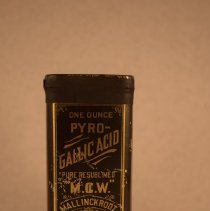 ONE OUNCE
PYRO-
GALLIC ACID
"PURE RESUBLIMED"
"M.C.W."
MALLINCKRODT